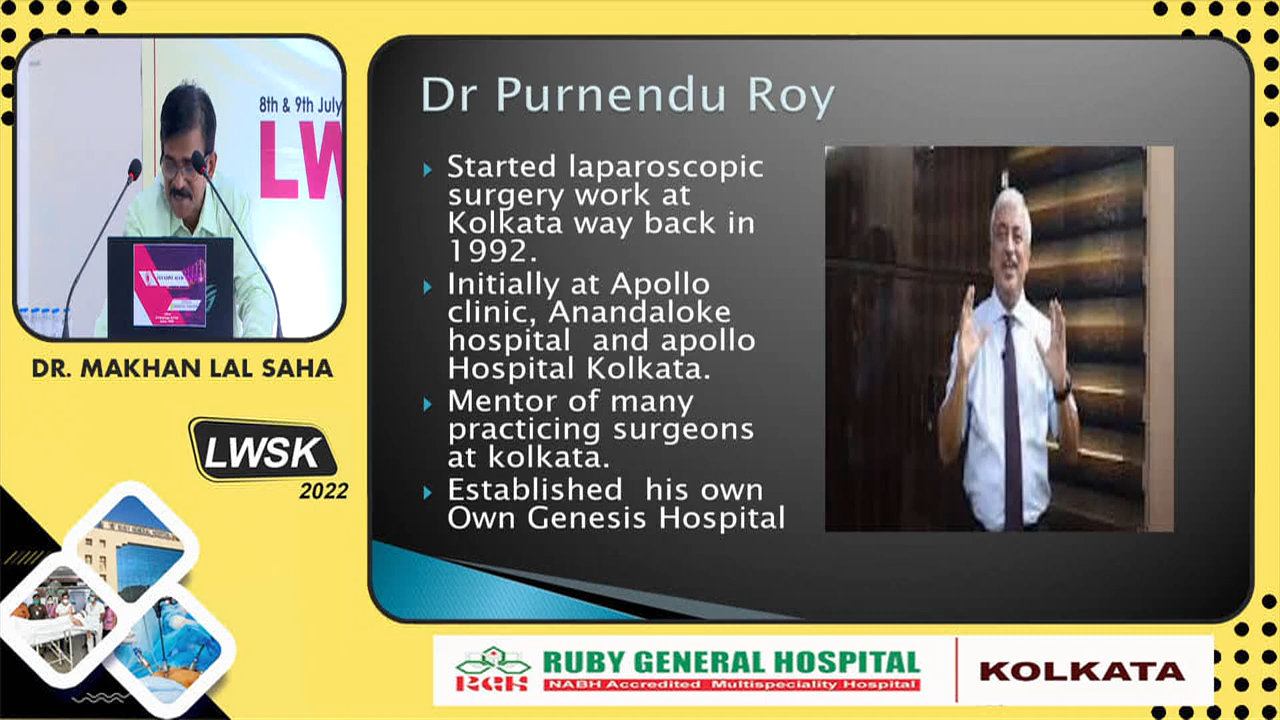 8th & 9th July
LW
DR. MAKHAN LAL SAHA
LWSK
2022
Dr Purnendu Roy
Started laparoscopic
surgery work at
Kolkata way back in
1992.
Initially at Apollo
clinic, Anandaloke
hospital and apollo
Hospital Kolkata.
Mentor of many
practicing surgeons
at kolkata.
Established his own
Own Genesis Hospital
RGH
RUBY GENERAL HOSPITAL
NABH Accredited Multispeciality Hospital
KOLKATA